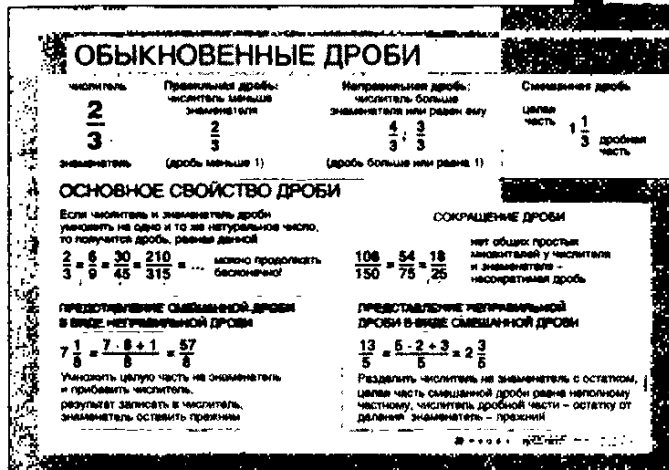 ОБЫКНОВЕННЫЕ ДРОБИ
числитель
2/3
знаменатель
Правильная дробь:
числитель меньше
знаменателя
2/3
(дробь меньше 1)
Неправильная дробь:
числитель больше
знаменателя или равен ему
4/3; 3/3
(дробь больше или равна 1)
Смешанная дробь
целая
часть
1 1/3
дробная
часть
ОСНОВНОЕ СВОЙСТВО ДРОБИ
Если числитель и знаменатель дроби
умножить на одно и то же натуральное число,
то получится дробь, равная данной
2/3 = 6/9 = 30/45 = 210/315 = ... можно продолжать
бесконечно!
СОКРАЩЕНИЕ ДРОБИ
108/150 = 54/75 = 18/25
нет общих простых
множителей у числителя
и знаменателя –
несократимая дробь
ПРЕДСТАВЛЕНИЕ СМЕШАННОЙ ДРОБИ
В ВИДЕ НЕПРАВИЛЬНОЙ ДРОБИ
7 1/8 = 7 · 8 + 1/8 = 57/8
Умножить целую часть на знаменатель
и прибавить числитель,
результат записать в числитель,
знаменатель оставить прежним
ПРЕДСТАВЛЕНИЕ НЕПРАВИЛЬНОЙ
ДРОБИ В ВИДЕ СМЕШАННОЙ ДРОБИ
13/5 = 5 · 2 + 3/5 = 2 3/5
Разделить числитель на знаменатель с остатком,
целая часть смешанной дроби равна неполному
частному, числитель дробной части – остатку от
деления знаменатель – прежний